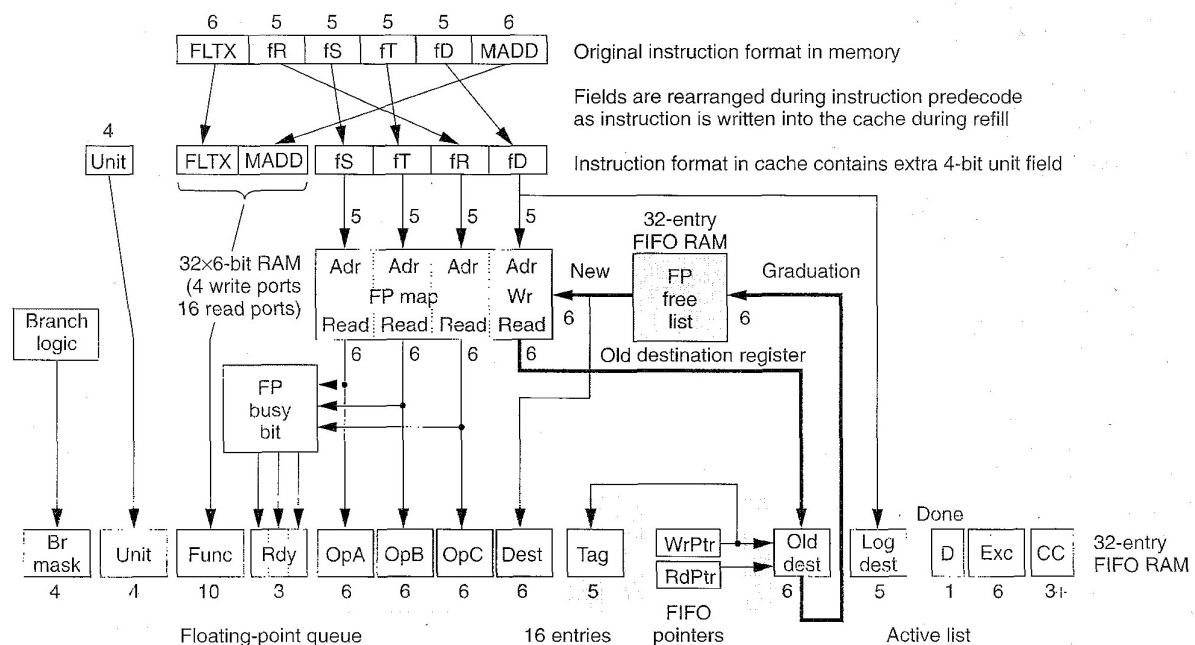 6 5 5 5 5 6
FLTX fR fS fT fD MADD Original instruction format in memory
Fields are rearranged during instruction predecode
as instruction is written into the cache during refill
4
Unit FLTX MADD fS fT fR fD Instruction format in cache contains extra 4-bit unit field
5 5 5 5
32-entry
FIFO RAM
32×6-bit RAM
(4 write ports
16 read ports)
Adr Adr Adr Adr
FP map Wr
Read Read Read Read
New
6
FP
free
list
Graduation
6
Branch
logic
6 6 6 6
Old destination register
FP
busy
bit
Done
Br
mask
Unit Func Rdy OpA OpB OpC Dest Tag
WrPtr
RdPtr
Old
dest
Log
dest
D Exc CC
32-entry
FIFO RAM
4 4 10 3 6 6 6 6 5 6 5 1 6 3+
Floating-point queue 16 entries
FIFO
pointers
Active list